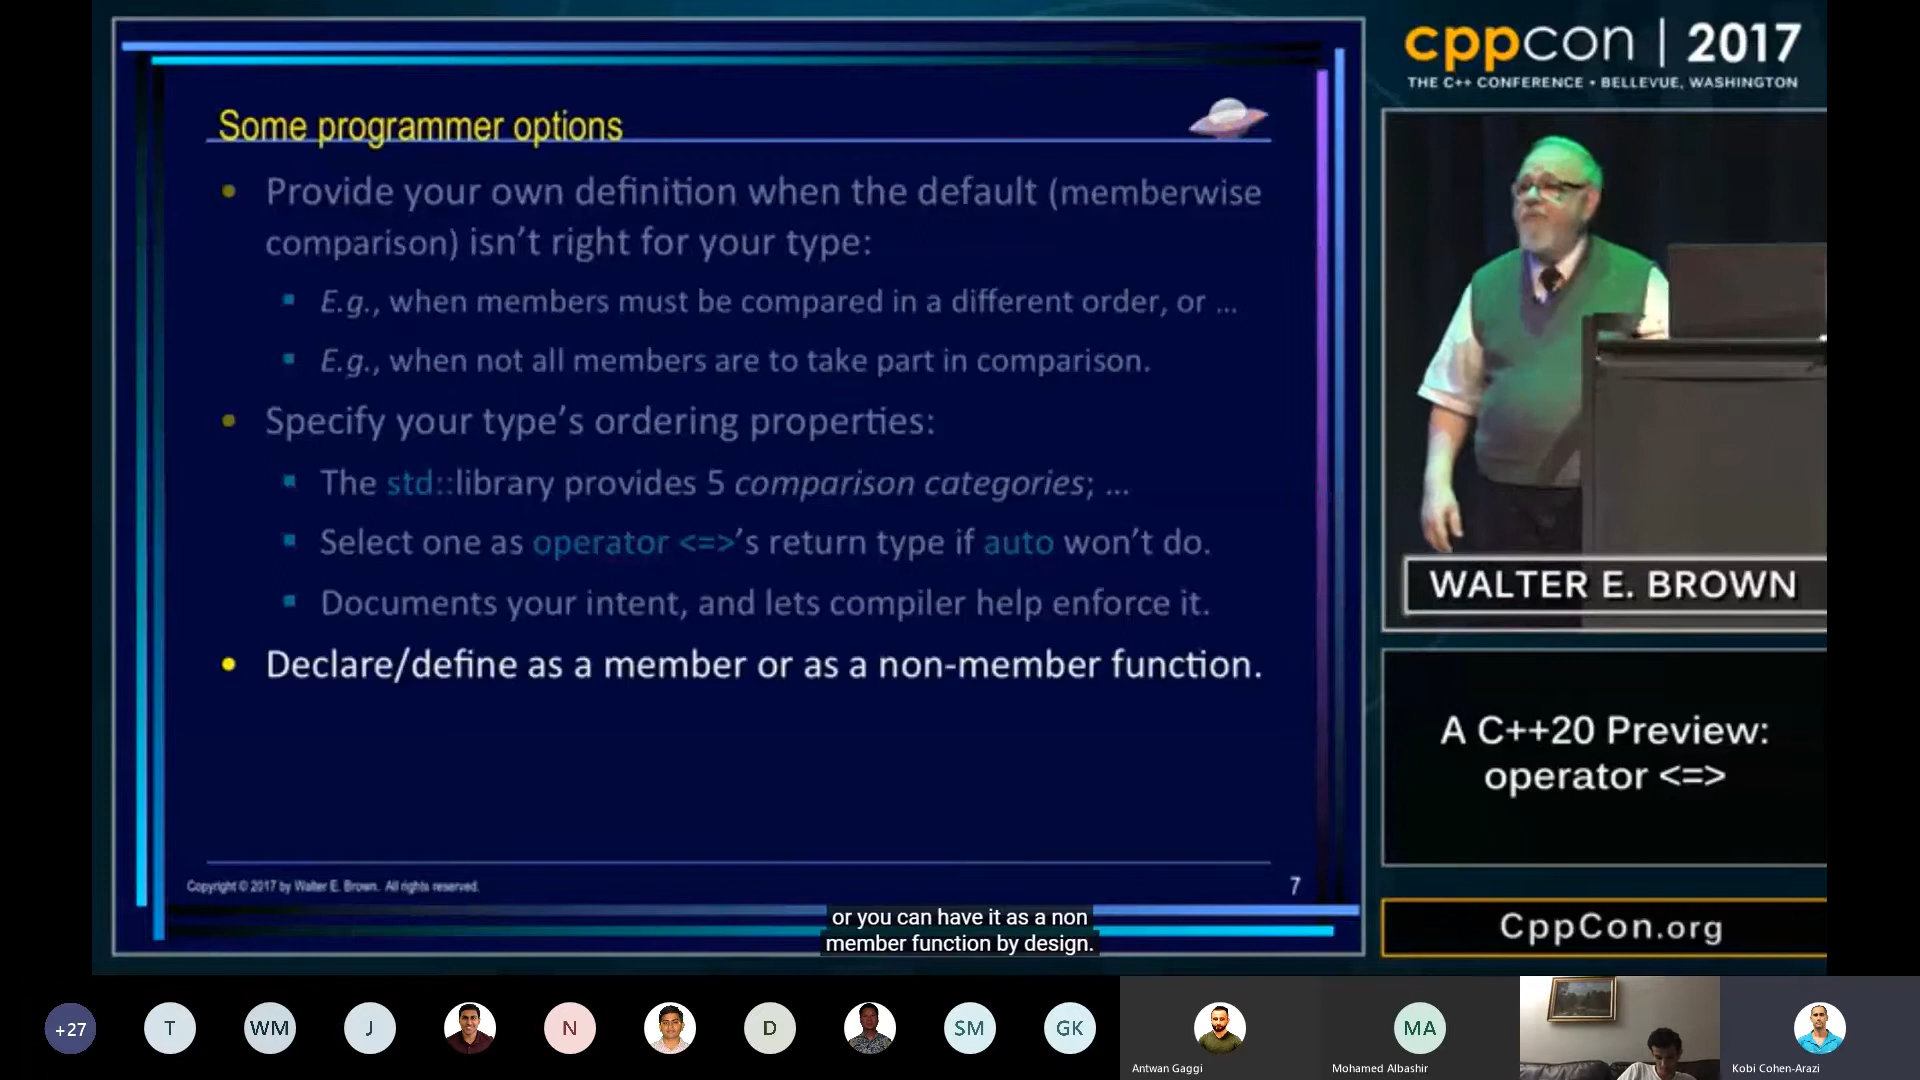 cppcon | 2017
THE C++ CONFERENCE • BELLEVUE, WASHINGTON
Some programmer options
• Provide your own definition when the default (memberwise
comparison) isn’t right for your type:
▪ E.g., when members must be compared in a different order, or …
▪ E.g., when not all members are to take part in comparison.
• Specify your type’s ordering properties:
▪ The std::library provides 5 comparison categories; …
▪ Select one as operator <=>’s return type if auto won’t do.
▪ Documents your intent, and lets compiler help enforce it.
• Declare/define as a member or as a non-member function.
Copyright © 2017 by Walter E. Brown. All rights reserved.
7
or you can have it as a non
member function by design.
WALTER E. BROWN
A C++20 Preview:
operator <=>
CppCon.org
+27
T
WM
J
N
D
SM
GK
Antwan Gaggi
MA
Mohamed Albashir
Kobi Cohen-Arazi